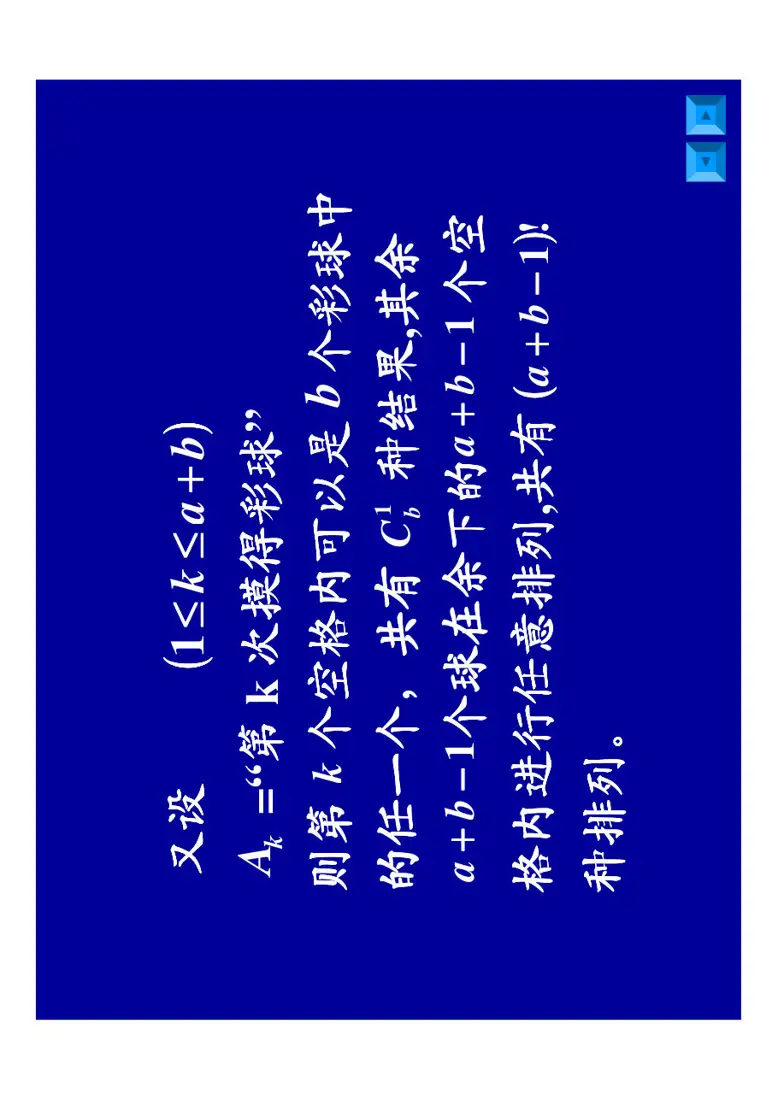 又设 (1≤k≤a+b)
A_k =“第 k 次摸得彩球”
则第 k 个空格内可以是 b 个彩球中
的任一个，共有 C_b^1 种结果,其余
a+b−1个球在余下的a+b−1个空
格内进行任意排列,共有 (a+b−1)!
种排列。